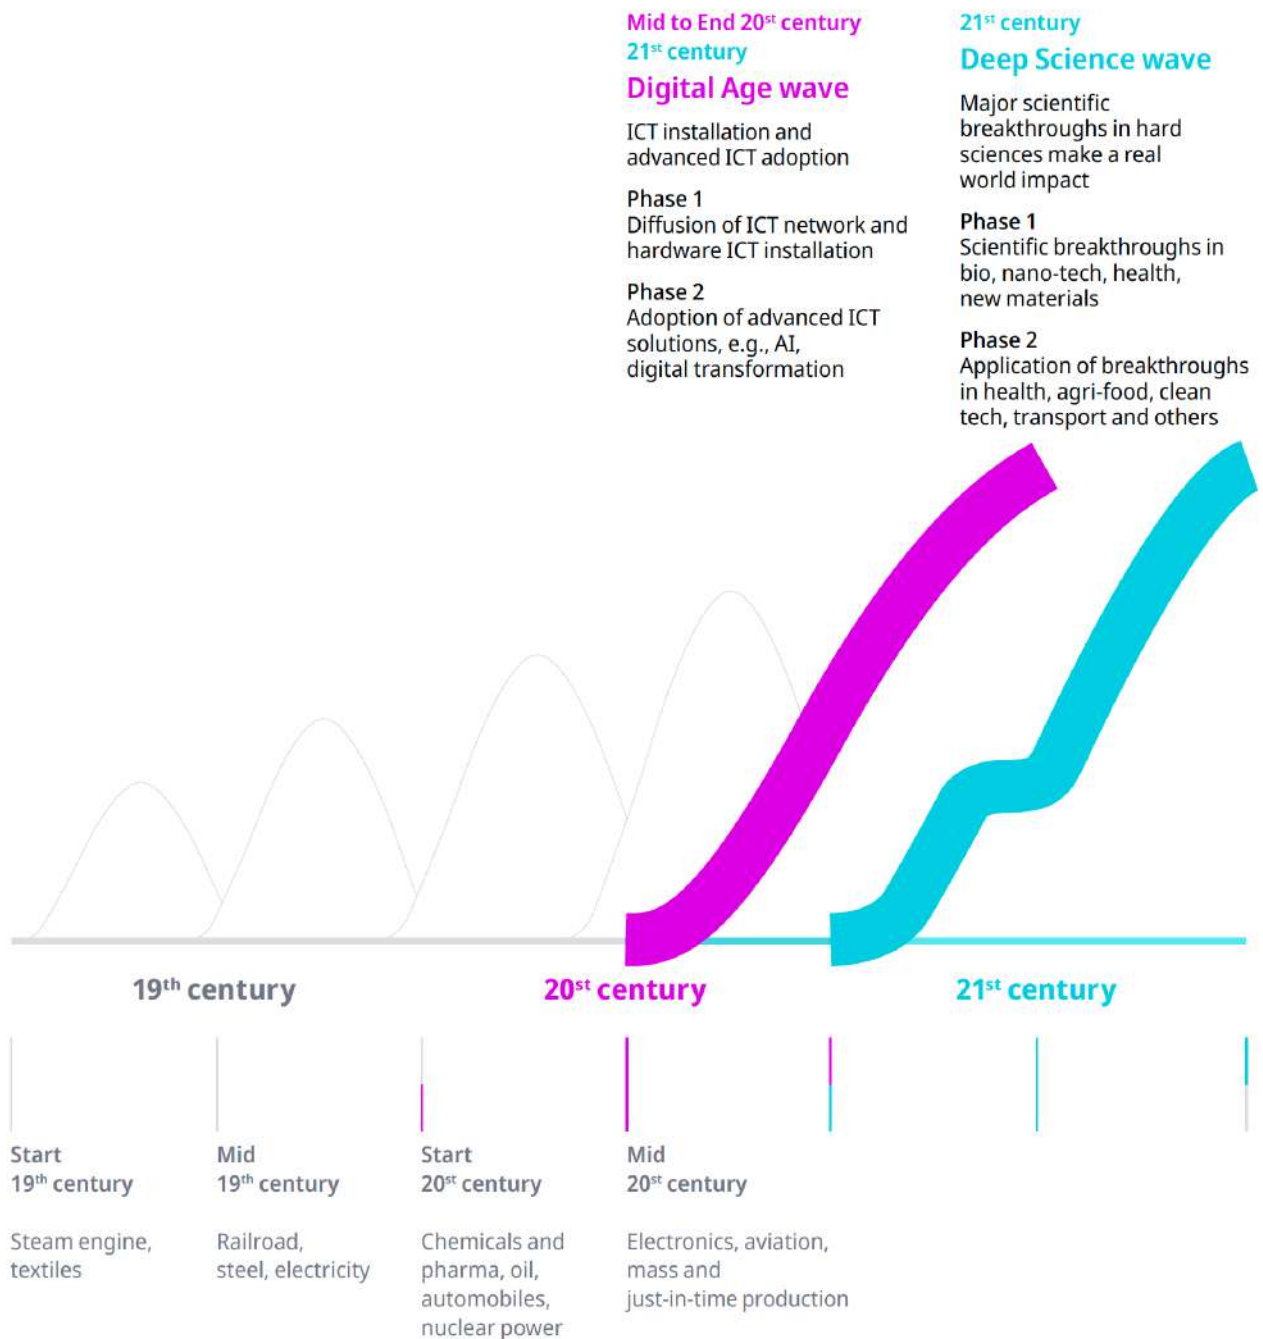 Mid to End 20st century
21st century
Digital Age wave
ICT installation and
advanced ICT adoption
Phase 1
Diffusion of ICT network and
hardware ICT installation
Phase 2
Adoption of advanced ICT
solutions, e.g., AI,
digital transformation
21st century
Deep Science wave
Major scientific
breakthroughs in hard
sciences make a real
world impact
Phase 1
Scientific breakthroughs in
bio, nano-tech, health,
new materials
Phase 2
Application of breakthroughs
in health, agri-food, clean
tech, transport and others
19th century
20st century
21st century
Start
19th century
Steam engine,
textiles
Mid
19th century
Railroad,
steel, electricity
Start
20st century
Chemicals and
pharma, oil,
automobiles,
nuclear power
Mid
20st century
Electronics, aviation,
mass and
just-in-time production